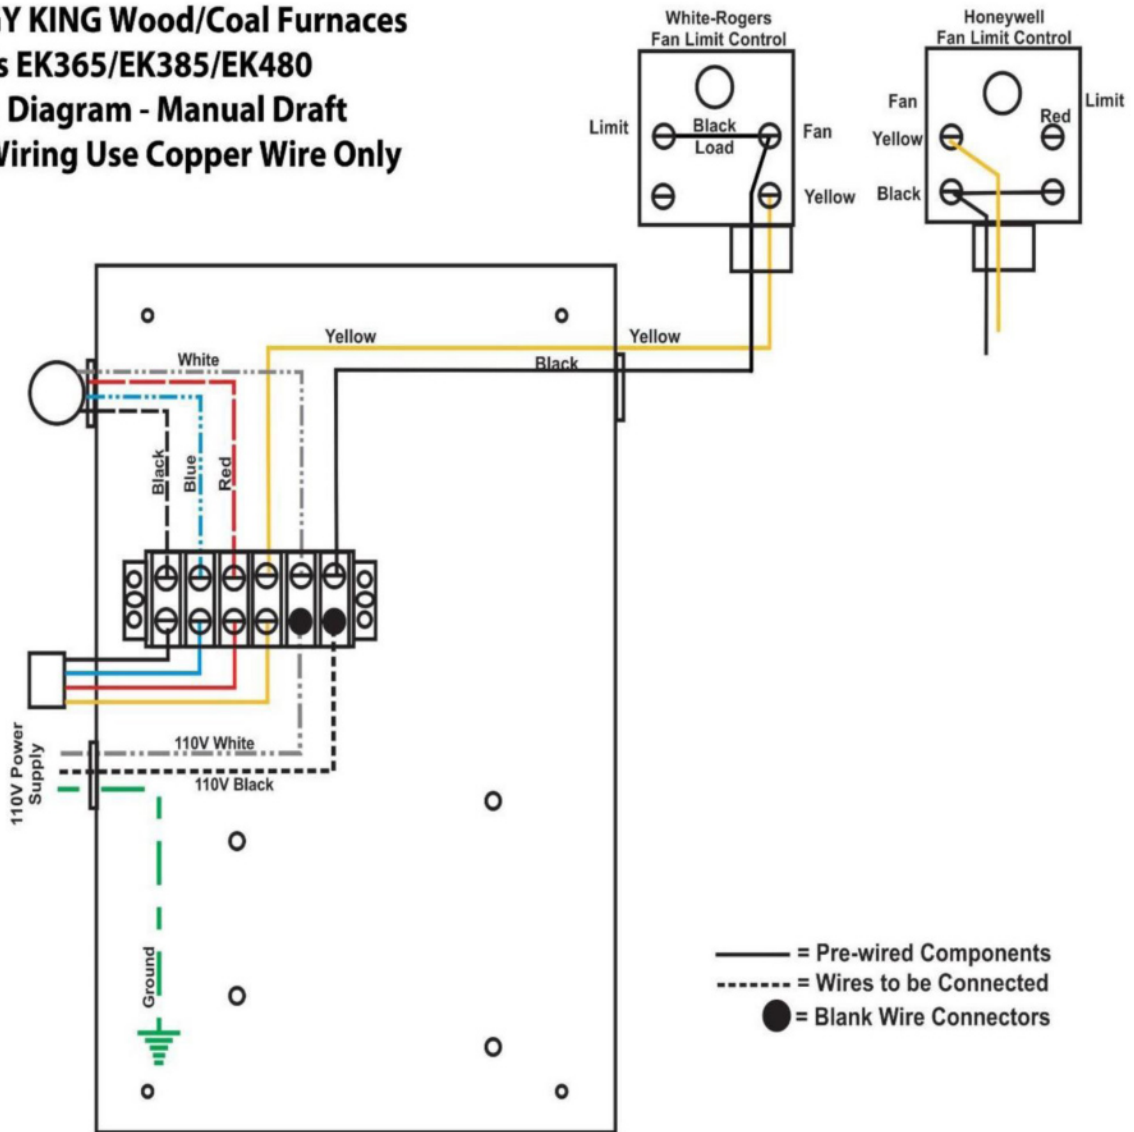 KING Wood/Coal Furnaces
EK365/EK385/EK480
Diagram - Manual Draft
Wiring Use Copper Wire Only
White-Rogers
Fan Limit Control
Limit
Black
Load
Fan
Yellow
Honeywell
Fan Limit Control
Fan
Limit
Red
Yellow
Black
Yellow
Yellow
White
Black
Black
Blue
Red
110V Power
Supply
110V White
110V Black
Ground
= Pre-wired Components
= Wires to be Connected
= Blank Wire Connectors